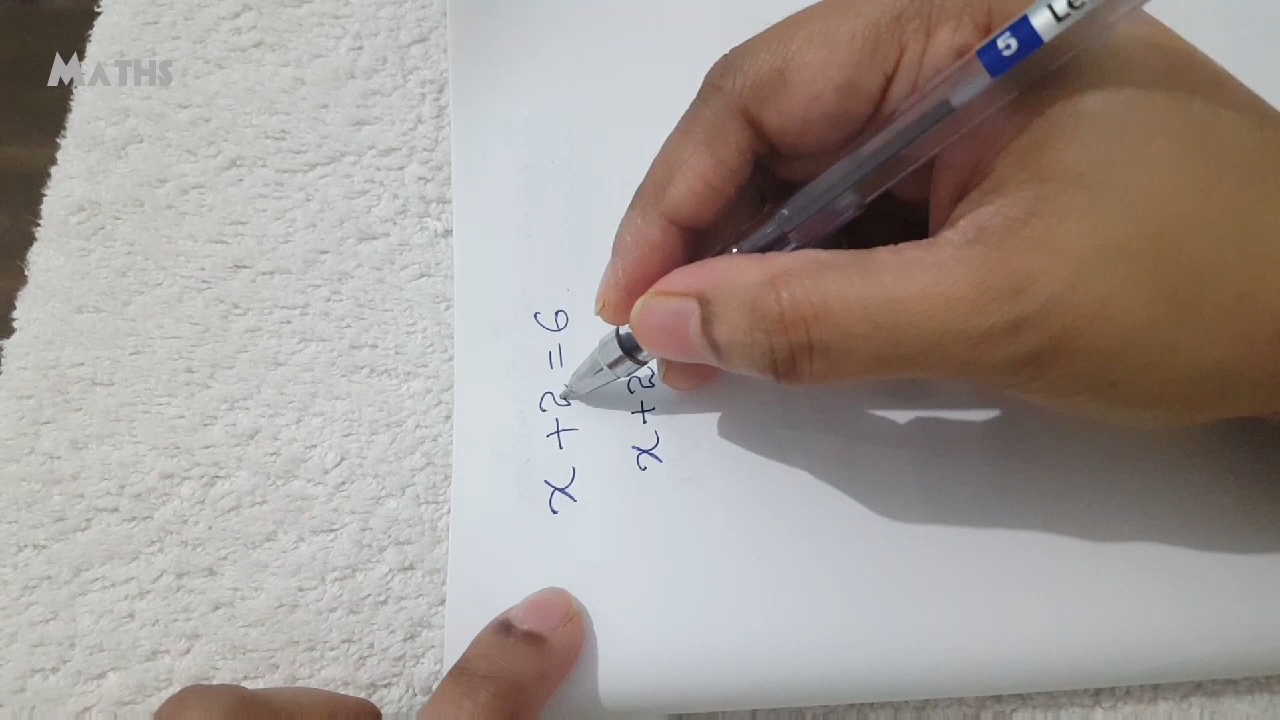 MATHS
5
x + 2 = 6
x + 2